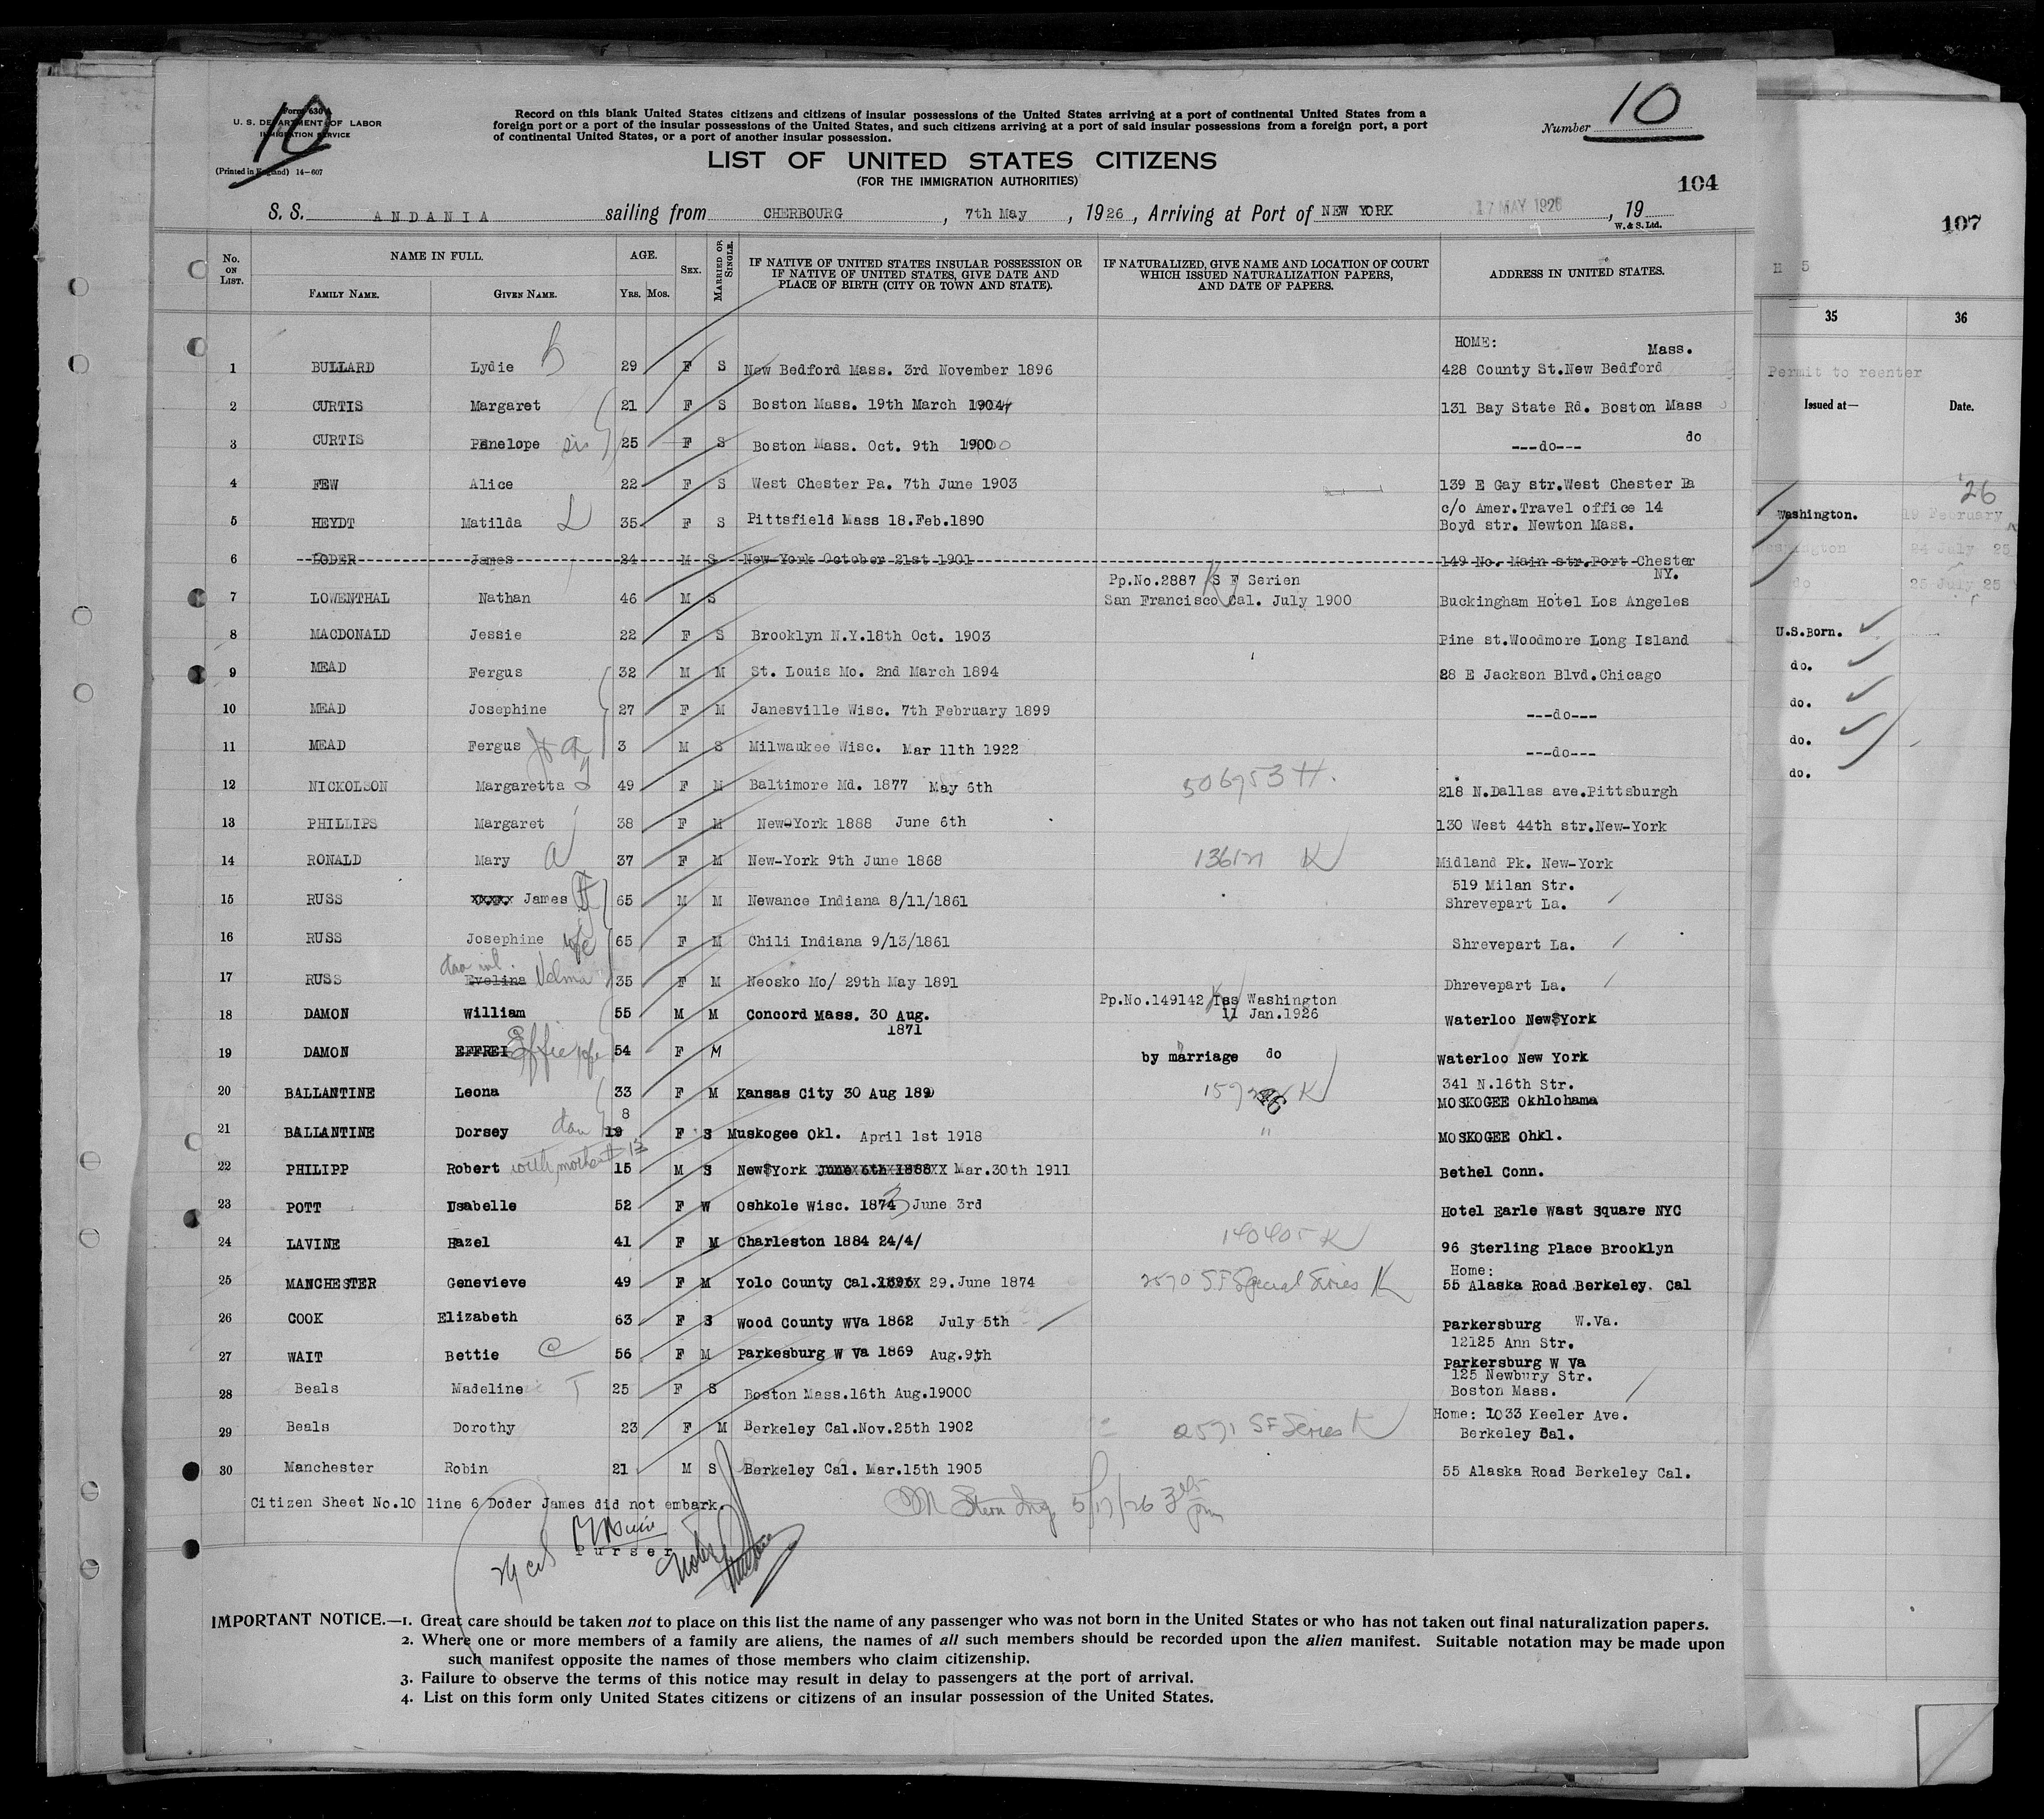 10
Form 630 A
U. S. DEPARTMENT OF LABOR
IMMIGRATION SERVICE
(Printed in England) 14—607
Record on this blank United States citizens and citizens of insular possessions of the United States arriving at a port of continental United States from a
foreign port or a port of the insular possessions of the United States, and such citizens arriving at a port of said insular possessions from a foreign port, a port
of continental United States, or a port of another insular possession.
Number 10
LIST OF UNITED STATES CITIZENS
(FOR THE IMMIGRATION AUTHORITIES)
104
S. S. ANDANIA sailing from CHERBOURG, 7th May, 1926, Arriving at Port of NEW YORK 17 MAY 1926, 19
W. & S. Ltd.
107
No. ON LIST. NAME IN FULL. AGE. SEX. MARRIED OR SINGLE. IF NATIVE OF UNITED STATES INSULAR POSSESSION OR IF NATIVE OF UNITED STATES, GIVE DATE AND PLACE OF BIRTH (CITY OR TOWN AND STATE). IF NATURALIZED, GIVE NAME AND LOCATION OF COURT WHICH ISSUED NATURALIZATION PAPERS, AND DATE OF PAPERS. ADDRESS IN UNITED STATES.
FAMILY NAME. GIVEN NAME. Yrs. Mos.
HOME: Mass.
1 BULLARD Lydie 29 F S New Bedford Mass. 3rd November 1896 428 County St.New Bedford
2 CURTIS Margaret 21 F S Boston Mass. 19th March 1904 131 Bay State Rd. Boston Mass
3 CURTIS Penelope sis 25 F S Boston Mass. Oct. 9th 1900 ---do--- do
4 FEW Alice 22 F S West Chester Pa. 7th June 1903 139 E Gay str.West Chester Pa
5 HEYDT Matilda L 35 F S Pittsfield Mass 18.Feb.1890 c/o Amer.Travel office 14
Boyd str. Newton Mass.
6 DODER James 24 M S New-York October 21st 1901 149 No. Main str.Port Chester
NY.
Pp.No.2887 S F Serien
7 LOWENTHAL Nathan 46 M S San Francisco Cal. July 1900 Buckingham Hotel Los Angeles
8 MACDONALD Jessie 22 F S Brooklyn N.Y.18th Oct. 1903 Pine st.Woodmore Long Island
9 MEAD Fergus 32 M M St. Louis Mo. 2nd March 1894 28 E Jackson Blvd.Chicago
10 MEAD Josephine 27 F M Janesville Wisc. 7th February 1899 ---do---
11 MEAD Fergus 3 M S Milwaukee Wisc. Mar 11th 1922 ---do---
12 NICKOLSON Margaretta 49 F M Baltimore Md. 1877 May 6th 506753 H. 218 N.Dallas ave.Pittsburgh
13 PHILLIPS Margaret 38 F M New-York 1888 June 6th 130 West 44th str.New-York
14 RONALD Mary a 37 F M New-York 9th June 1868 K Midland Pk. New-York
15 RUSS xxxxx James H 65 M M Newance Indiana 8/11/1861 519 Milan Str.
Shrevepart La.
16 RUSS Josephine wife 65 F M Chili Indiana 9/13/1861 Shrevepart La.
17 RUSS Evelina Velma 35 F M Neosko Mo/ 29th May 1891 Dhrevepart La.
Pp.No.149142 Iss Washington
18 DAMON William 55 M M Concord Mass. 30 Aug. 1871 11 Jan.1926 Waterloo New York
19 DAMON EFFREI Effie wife 54 F M by marriage do Waterloo New York
20 BALLANTINE Leona 33 F M Kansas City 30 Aug 1890 K 341 N.16th Str.
MOSKOGEE Okhlohama
21 BALLANTINE Dorsey dau 19 8 F S Muskogee Okl. April 1st 1918 " MOSKOGEE Ohkl.
22 PHILIPP Robert with mother 13 15 M S New York June 6th 1888 Mar.30th 1911 Bethel Conn.
23 POTT Usabelle 52 F W Oshkole Wisc. 1874 3 June 3rd Hotel Earle Wast Square NYC
24 LAVINE Hazel 41 F M Charleston 1884 24/4/ 140405 K 96 Sterling Place Brooklyn
25 MANCHESTER Genevieve 49 F M Yolo County Cal. 1896 29.June 1874 2570 SF Special Series K Home:
55 Alaska Road Berkeley. Cal
26 COOK Elizabeth 63 F S Wood County WVa 1862 July 5th Parkersburg W.Va.
12125 Ann Str.
27 WAIT Bettie C 56 F M Parkesburg W Va 1869 Aug.9th Parkersburg W Va
125 Newbury Str.
28 Beals Madeline T 25 F S Boston Mass.16th Aug.19000 Boston Mass.
29 Beals Dorothy 23 F M Berkeley Cal.Nov.25th 1902 2571 SF Series K Home: 1033 Keeler Ave.
Berkeley Cal.
30 Manchester Robin 21 M S Berkeley Cal. Mar.15th 1905 55 Alaska Road Berkeley Cal.
Citizen Sheet No.10 line 6 Doder James did not embark.
M Stern Insp 5/17/26 3 45 pm
Purser
IMPORTANT NOTICE.—1. Great care should be taken not to place on this list the name of any passenger who was not born in the United States or who has not taken out final naturalization papers.
2. Where one or more members of a family are aliens, the names of all such members should be recorded upon the alien manifest. Suitable notation may be made upon
such manifest opposite the names of those who claim citizenship.
3. Failure to observe the terms of this notice may result in delay to passengers at the port of arrival.
4. List on this form only United States citizens or citizens of an insular possession of the United States.
H 5
35 36
Permit to reenter
Issued at— Date.
'26
Washington. 19 February
Washington 24 July 25
do 25 July 25
U.S.Born.
do.
do.
do.
do.